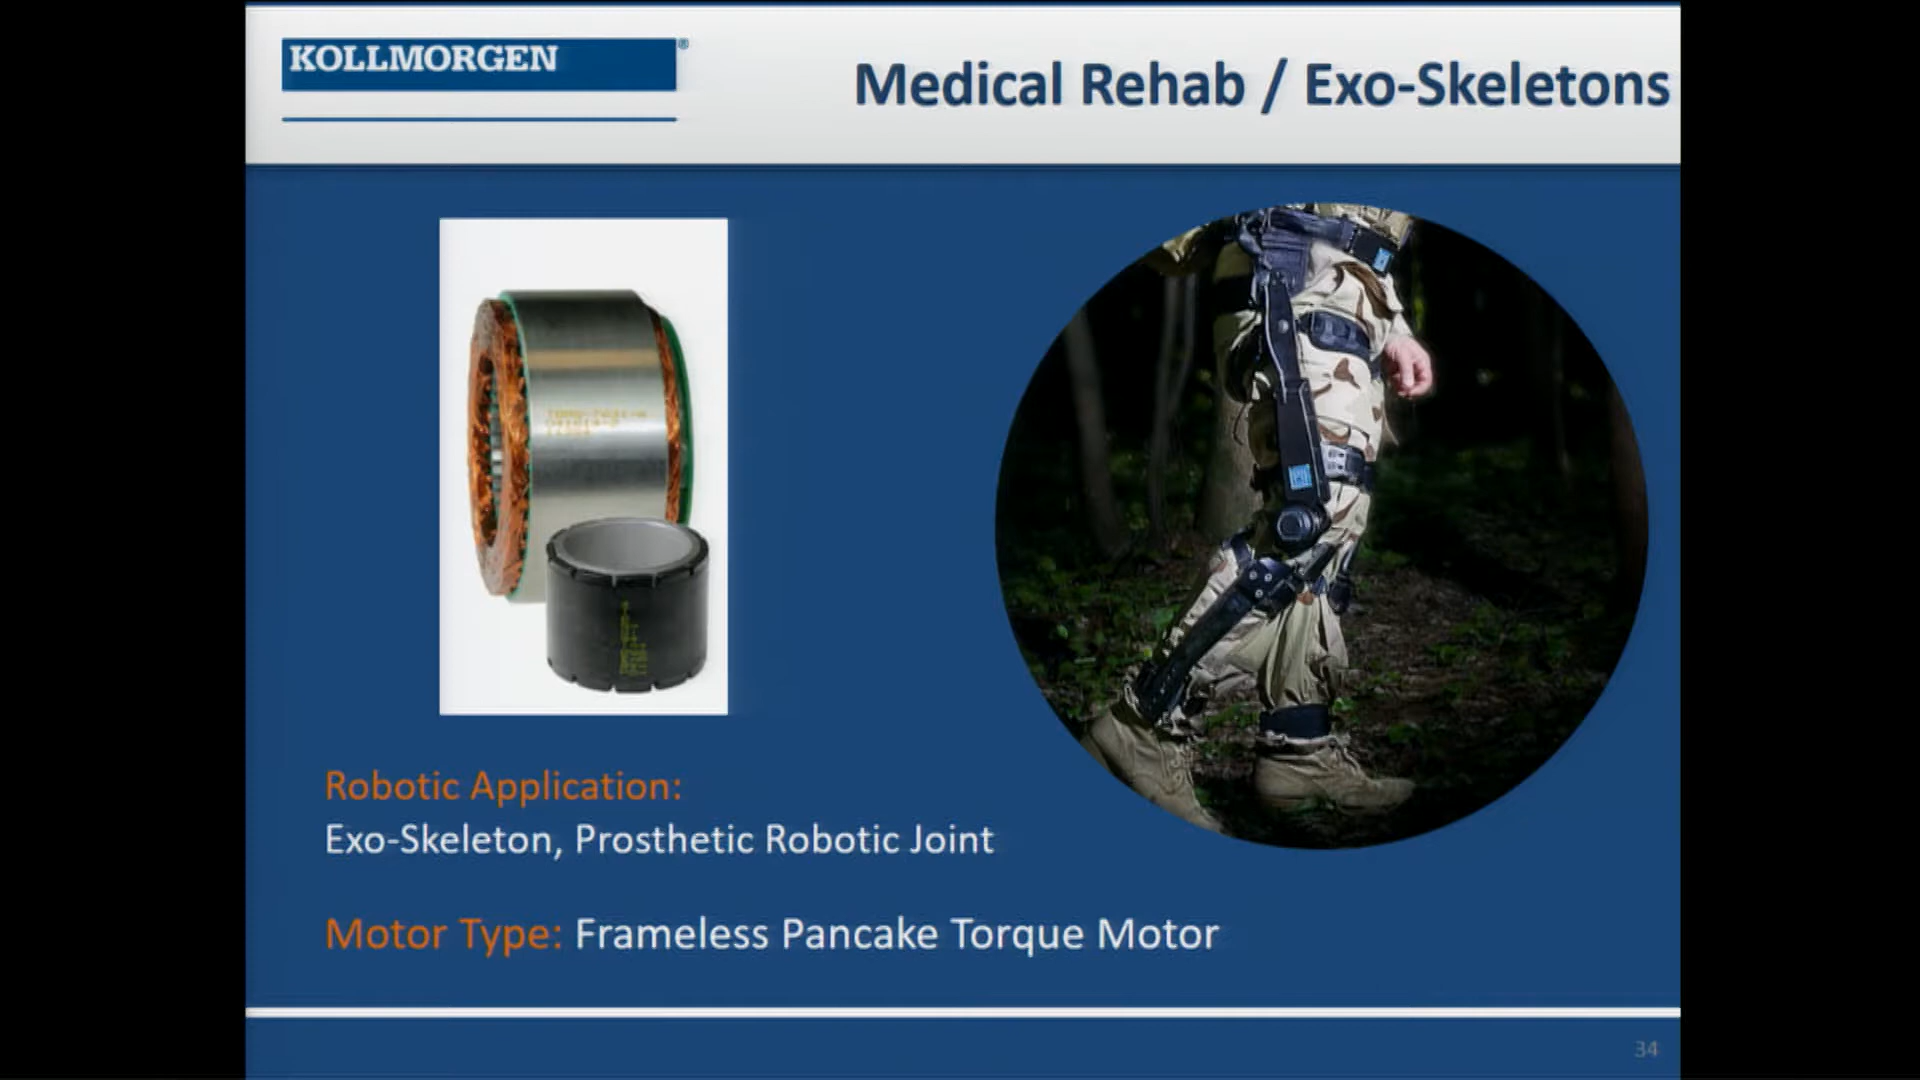 KOLLMORGEN®
Medical Rehab / Exo-Skeletons
Robotic Application:
Exo-Skeleton, Prosthetic Robotic Joint
Motor Type: Frameless Pancake Torque Motor
34